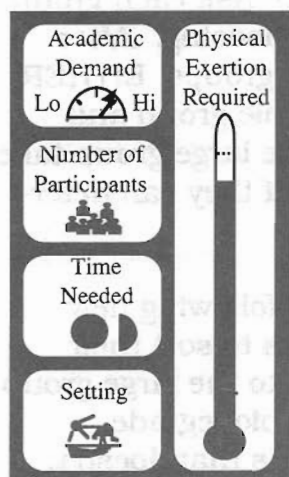 Academic
Demand
Lo Hi
Number of
Participants
Time
Needed
Setting
Physical
Exertion
Required